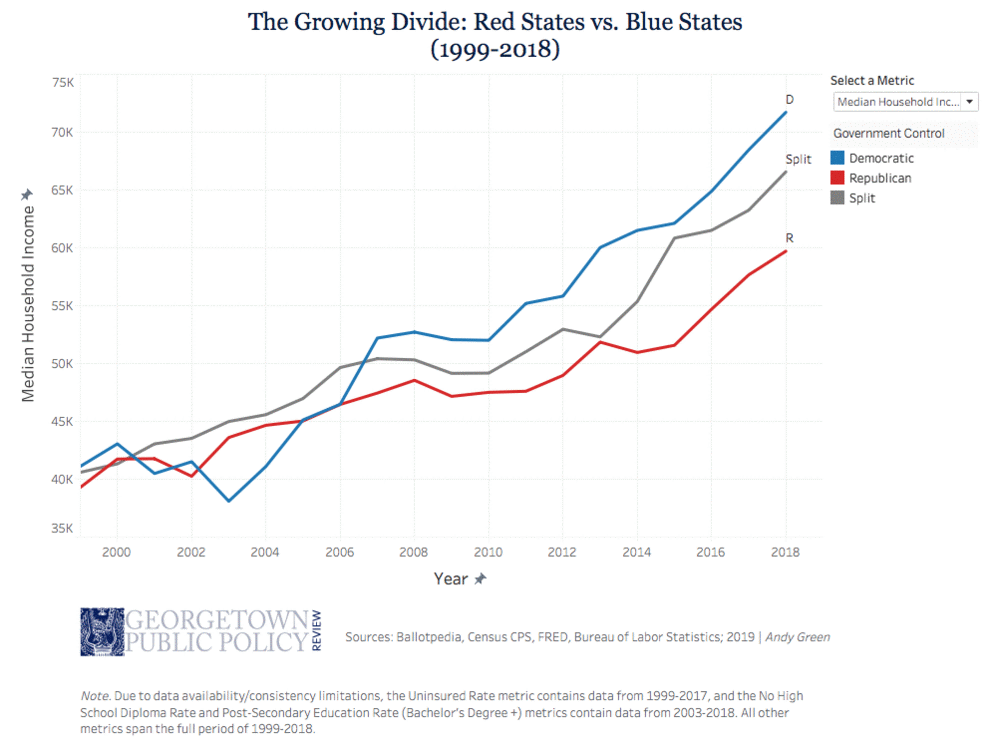 The Growing Divide: Red States vs. Blue States
(1999-2018)
Select a Metric
Median Household Inc...
Government Control
Democratic
Republican
Split
75K
70K
65K
60K
55K
50K
45K
40K
35K
Median Household Income
D
Split
R
2000 2002 2004 2006 2008 2010 2012 2014 2016 2018
Year
GEORGETOWN
PUBLIC POLICY
REVIEW
Sources: Ballotpedia, Census CPS, FRED, Bureau of Labor Statistics; 2019 | Andy Green
Note. Due to data availability/consistency limitations, the Uninsured Rate metric contains data from 1999-2017, and the No High
School Diploma Rate and Post-Secondary Education Rate (Bachelor's Degree +) metrics contain data from 2003-2018. All other
metrics span the full period of 1999-2018.